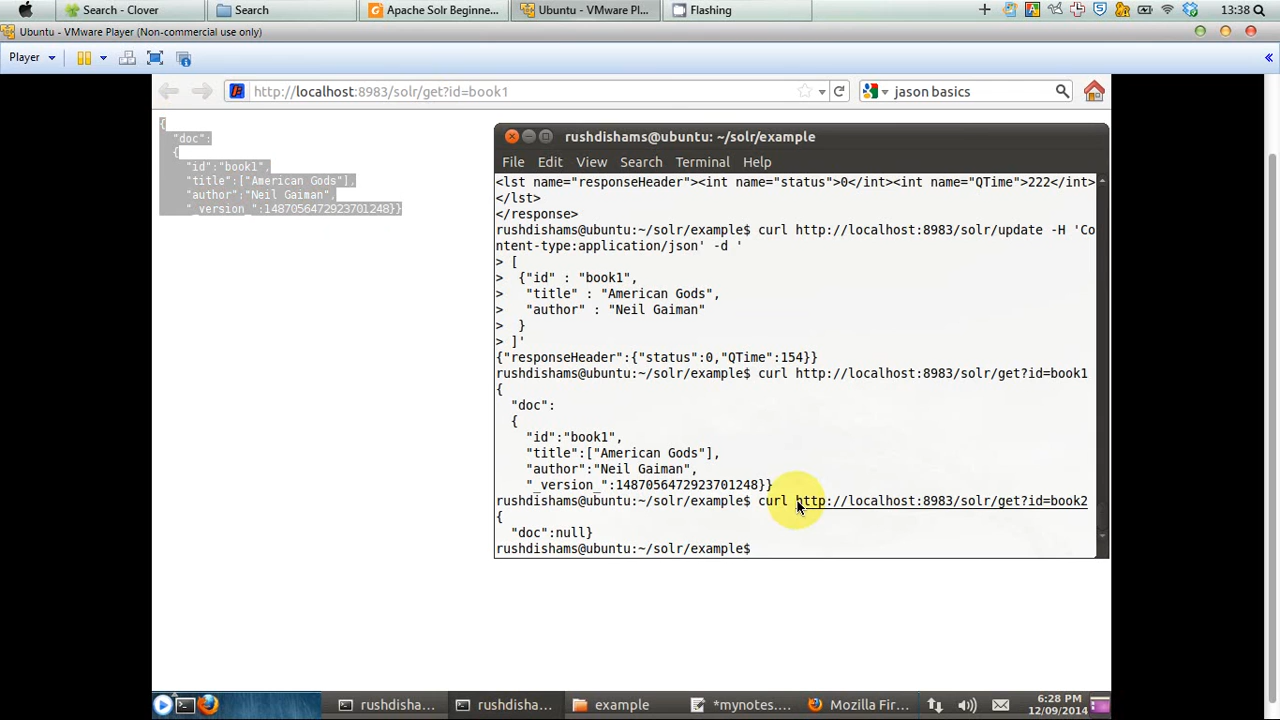 Search - Clover
Search
Apache Solr Beginne...
Ubuntu - VMware Pl...
Flashing
13:38
Ubuntu - VMware Player (Non-commercial use only)
Player
http://localhost:8983/solr/get?id=book1
jason basics
{
"doc":
{
"id":"book1",
"title":["American Gods"],
"author":"Neil Gaiman",
"_version_":1487056472923701248}}
rushdishams@ubuntu: ~/solr/example
File Edit View Search Terminal Help
<lst name="responseHeader"><int name="status">0</int><int name="QTime">222</int>
</lst>
</response>
rushdishams@ubuntu:~/solr/example$ curl http://localhost:8983/solr/update -H 'Co
ntent-type:application/json' -d '
> [
>  {"id" : "book1",
>   "title" : "American Gods",
>   "author" : "Neil Gaiman"
>  }
> ]'
{"responseHeader":{"status":0,"QTime":154}}
rushdishams@ubuntu:~/solr/example$ curl http://localhost:8983/solr/get?id=book1
{
"doc":
{
"id":"book1",
"title":["American Gods"],
"author":"Neil Gaiman",
"_version_":1487056472923701248}}
rushdishams@ubuntu:~/solr/example$ curl http://localhost:8983/solr/get?id=book2
{
"doc":null}
rushdishams@ubuntu:~/solr/example$
rushdisha...
rushdisha...
example
*mynotes....
Mozilla Fir...
6:28 PM
12/09/2014